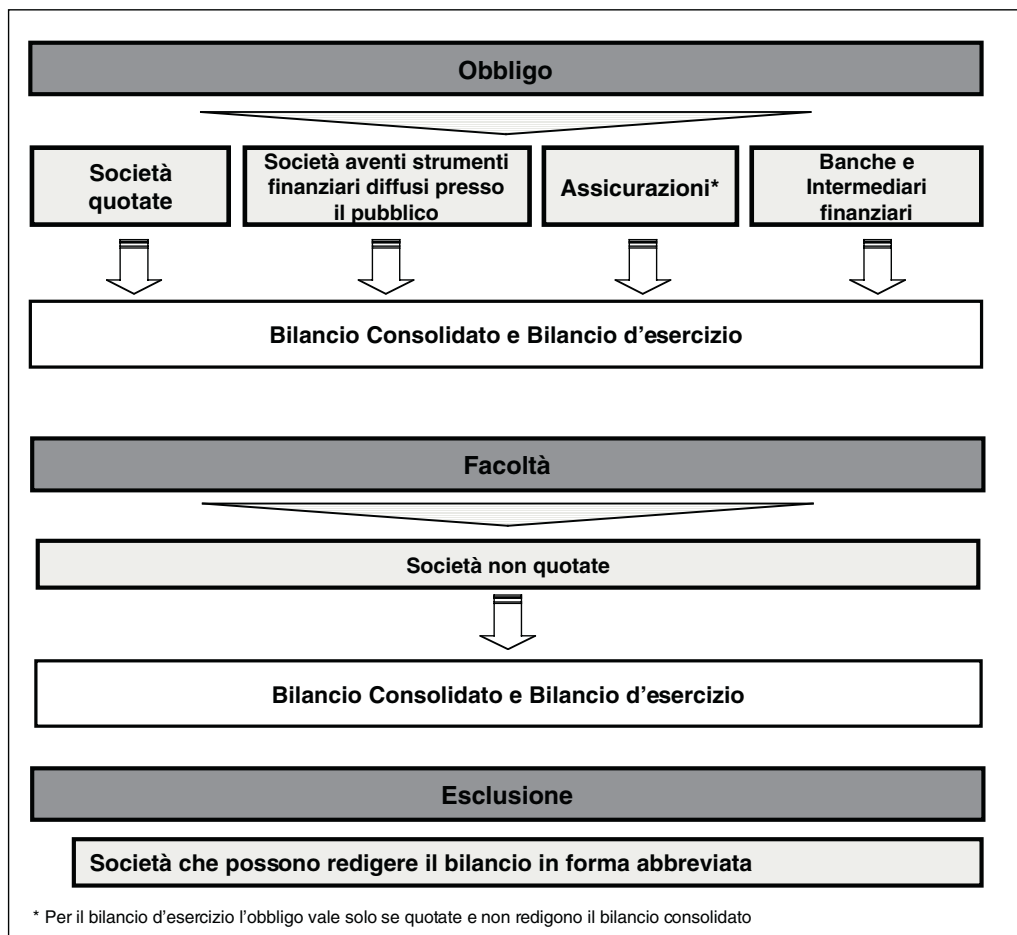 Obbligo
Società
quotate
Società aventi strumenti
finanziari diffusi presso
il pubblico
Assicurazioni*
Banche e
Intermediari
finanziari
Bilancio Consolidato e Bilancio d'esercizio
Facoltà
Società non quotate
Bilancio Consolidato e Bilancio d'esercizio
Esclusione
Società che possono redigere il bilancio in forma abbreviata
* Per il bilancio d'esercizio l'obbligo vale solo se quotate e non redigono il bilancio consolidato